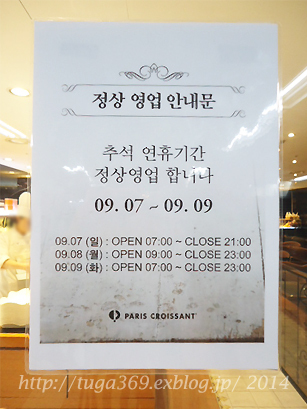 정상 영업 안내문
추석 연휴기간
정상영업 합니다
09. 07 ~ 09. 09
09.07 (일) : OPEN 07:00 ~ CLOSE 21:00
09.08 (월) : OPEN 09:00 ~ CLOSE 23:00
09.09 (화) : OPEN 07:00 ~ CLOSE 23:00
PARIS CROISSANT
http://tuga369.exblog.jp/ 2014